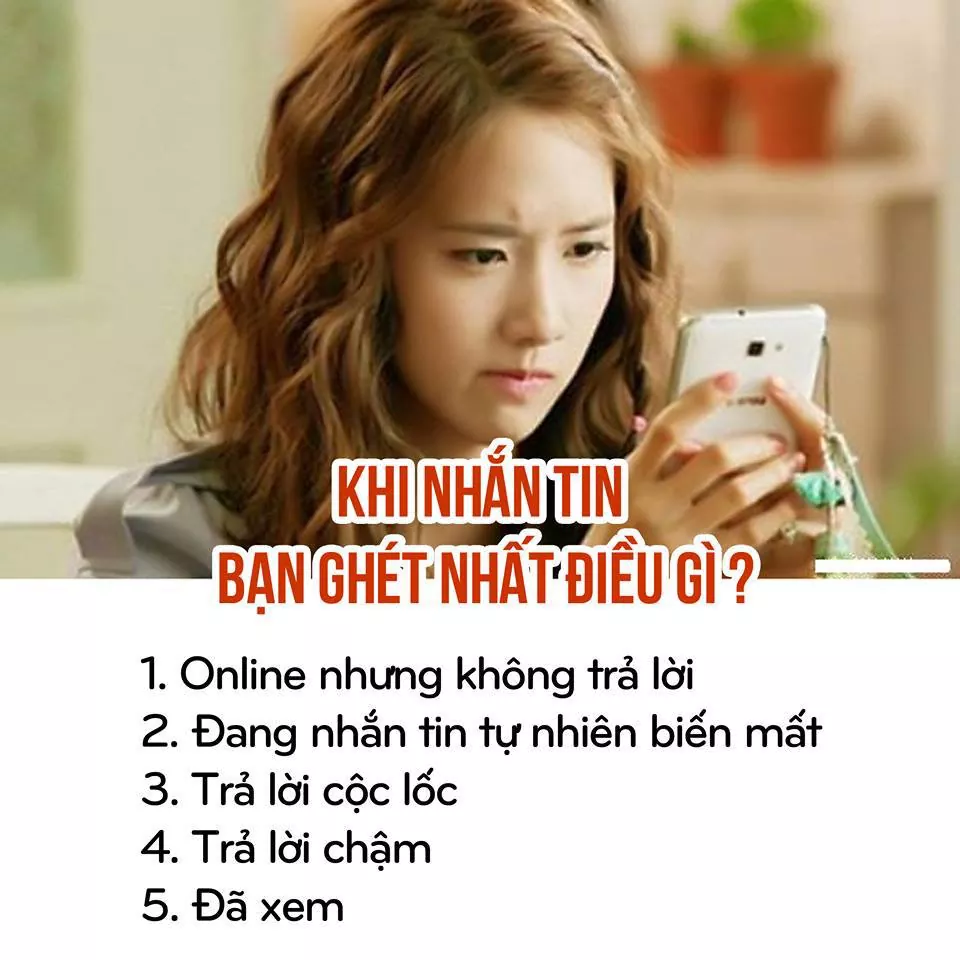 KHI NHẮN TIN
BẠN GHÉT NHẤT ĐIỀU GÌ ?
1. Online nhưng không trả lời
2. Đang nhắn tin tự nhiên biến mất
3. Trả lời cộc lốc
4. Trả lời chậm
5. Đã xem